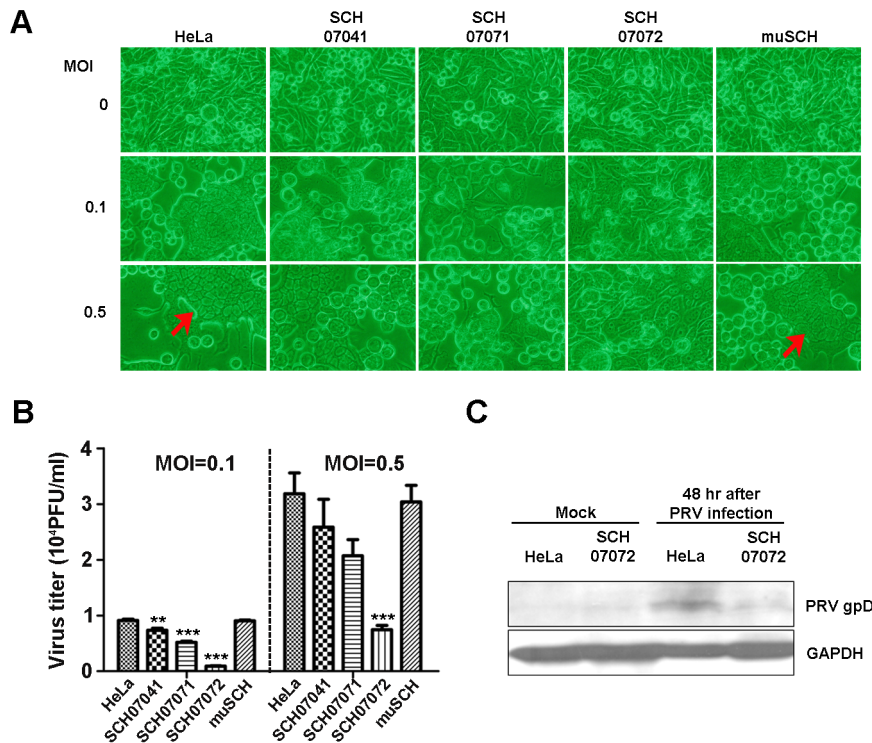 A
HeLa
SCH
07041
SCH
07071
SCH
07072
muSCH
MOI
0
0.1
0.5
B
Virus titer (10⁴PFU/ml)
4
3
2
1
0
MOI=0.1
MOI=0.5
**
***
***
***
HeLa
SCH07041
SCH07071
SCH07072
muSCH
HeLa
SCH07041
SCH07071
SCH07072
muSCH
C
Mock
48 hr after
PRV infection
HeLa
SCH
07072
HeLa
SCH
07072
PRV gpD
GAPDH